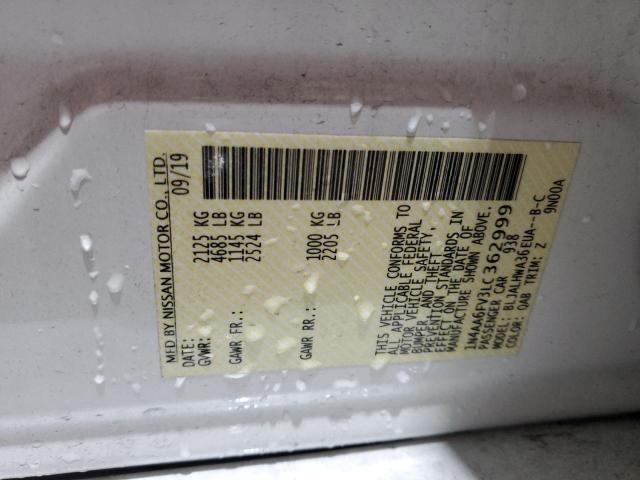 MFD BY NISSAN MOTOR CO., LTD.
DATE: 09/19
GVWR: 2125 KG
4685 LB
GAWR FR.: 1145 KG
2524 LB
GAWR RR.: 1000 KG
2205 LB
THIS VEHICLE CONFORMS TO
ALL APPLICABLE FEDERAL
MOTOR VEHICLE SAFETY,
BUMPER, AND THEFT
PREVENTION STANDARDS IN
EFFECT ON THE DATE OF
MANUFACTURE SHOWN ABOVE.
1N4AA6FV3LC362999
PASSENGER CAR 938
MODEL: BLJALHWA36EUA--B-C
COLOR: QAB TRIM: Z 9N00A